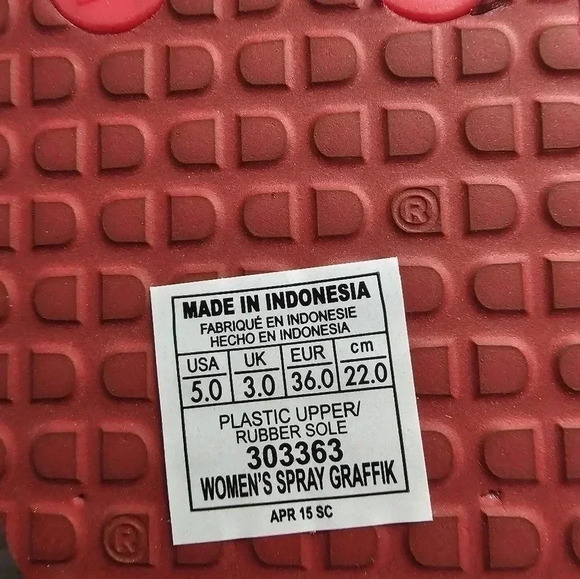 ®
MADE IN INDONESIA
FABRIQUÉ EN INDONESIE
HECHO EN INDONESIA
USA UK EUR cm
5.0 3.0 36.0 22.0
PLASTIC UPPER/
RUBBER SOLE
303363
WOMEN'S SPRAY GRAFFIK
APR 15 SC
®